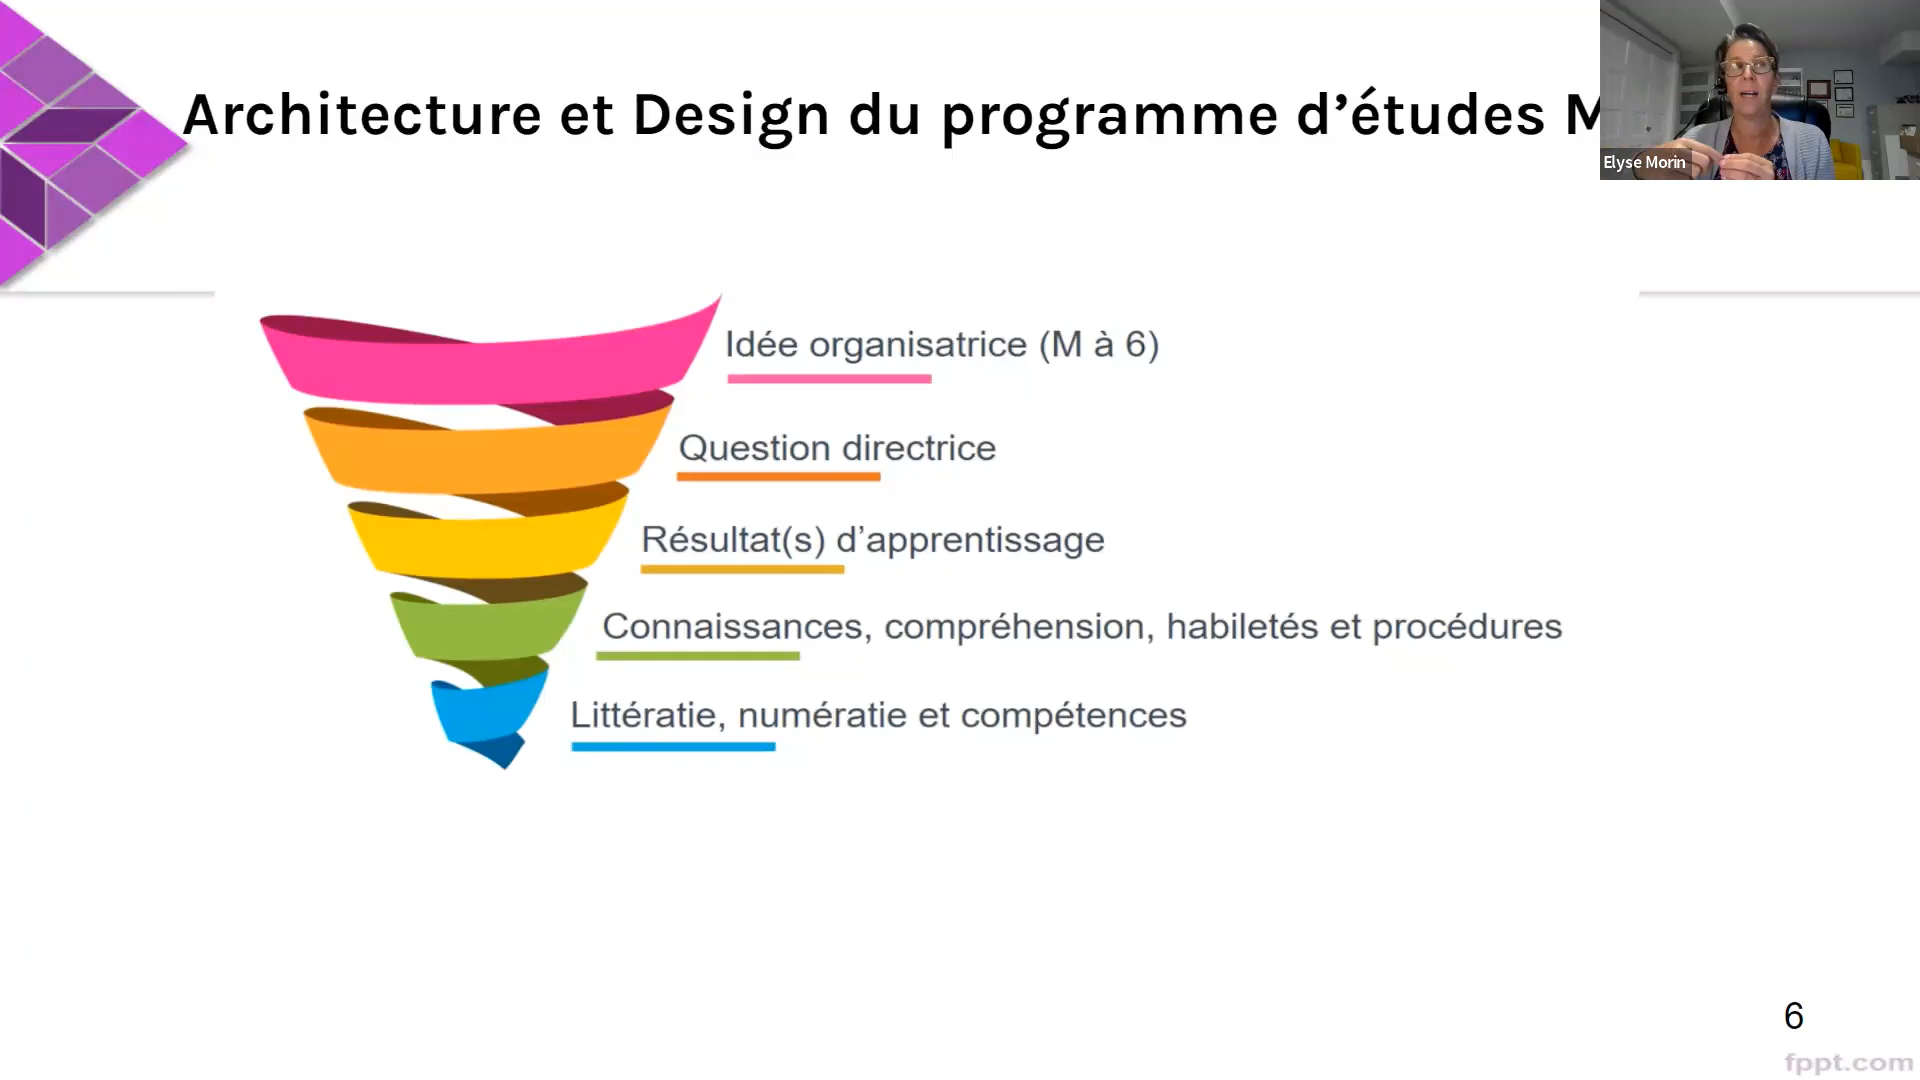 Architecture et Design du programme d’études M
Elyse Morin
Idée organisatrice (M à 6)
Question directrice
Résultat(s) d’apprentissage
Connaissances, compréhension, habiletés et procédures
Littératie, numératie et compétences
6
fppt.com